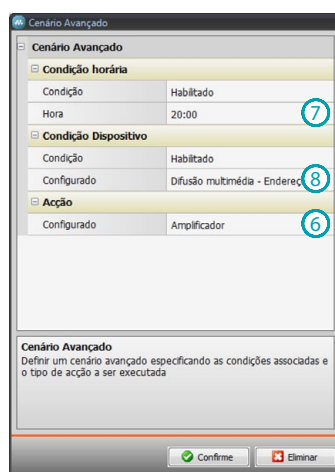 Cenário Avançado
Cenário Avançado
Condição horária
Condição Habilitado
Hora 20:00 7
Condição Dispositivo
Condição Habilitado
Configurado Difusão multimédia - Endereç 8
Acção
Configurado Amplificador 6
Cenário Avançado
Definir um cenário avançado especificando as condições associadas e
o tipo de acção a ser executada
Confirme Eliminar